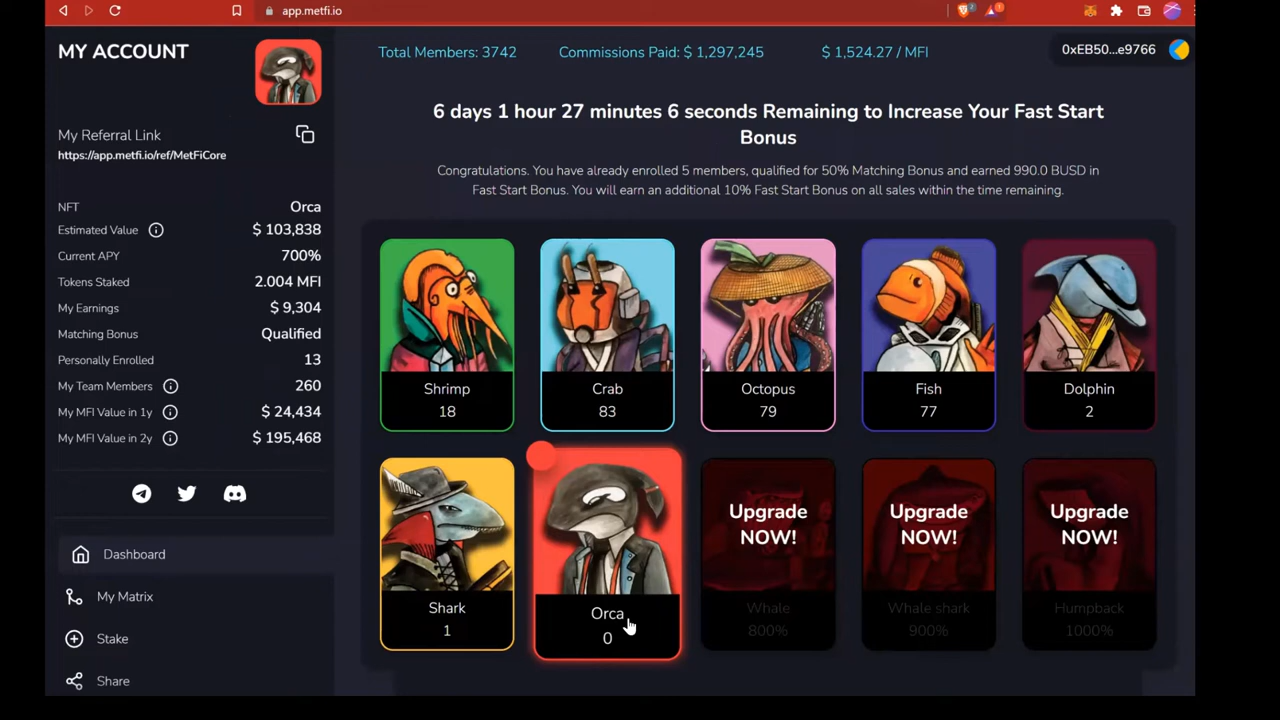 app.metfi.io
2
1
MY ACCOUNT
Total Members: 3742
Commissions Paid: $ 1,297,245
$ 1,524.27 / MFI
0xEB50...e9766
My Referral Link
https://app.metfi.io/ref/MetFiCore
6 days 1 hour 27 minutes 6 seconds Remaining to Increase Your Fast Start
Bonus
Congratulations. You have already enrolled 5 members, qualified for 50% Matching Bonus and earned 990.0 BUSD in
Fast Start Bonus. You will earn an additional 10% Fast Start Bonus on all sales within the time remaining.
NFT Orca
Estimated Value $ 103,838
Current APY 700%
Tokens Staked 2.004 MFI
My Earnings $ 9,304
Matching Bonus Qualified
Personally Enrolled 13
My Team Members 260
My MFI Value in 1y $ 24,434
My MFI Value in 2y $ 195,468
Dashboard
My Matrix
Stake
Share
Shrimp
18
Crab
83
Octopus
79
Fish
77
Dolphin
2
Shark
1
Orca
0
Upgrade
NOW!
Whale
800%
Upgrade
NOW!
Whale shark
900%
Upgrade
NOW!
Humpback
1000%